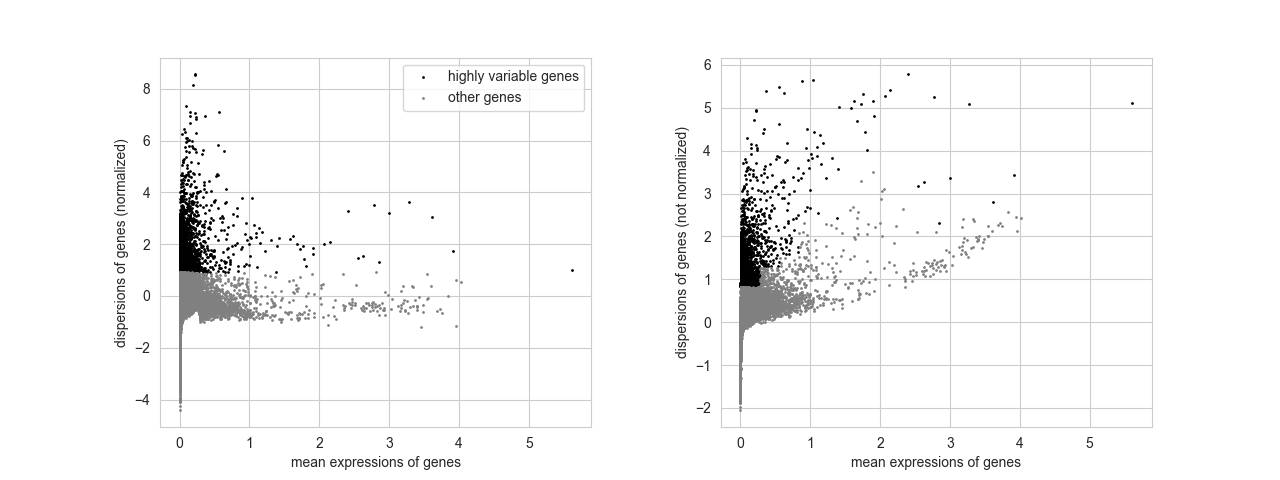 highly variable genes
other genes
dispersions of genes (normalized)
8
6
4
2
0
−2
−4
0 1 2 3 4 5
mean expressions of genes
dispersions of genes (not normalized)
6
5
4
3
2
1
0
−1
−2
0 1 2 3 4 5
mean expressions of genes